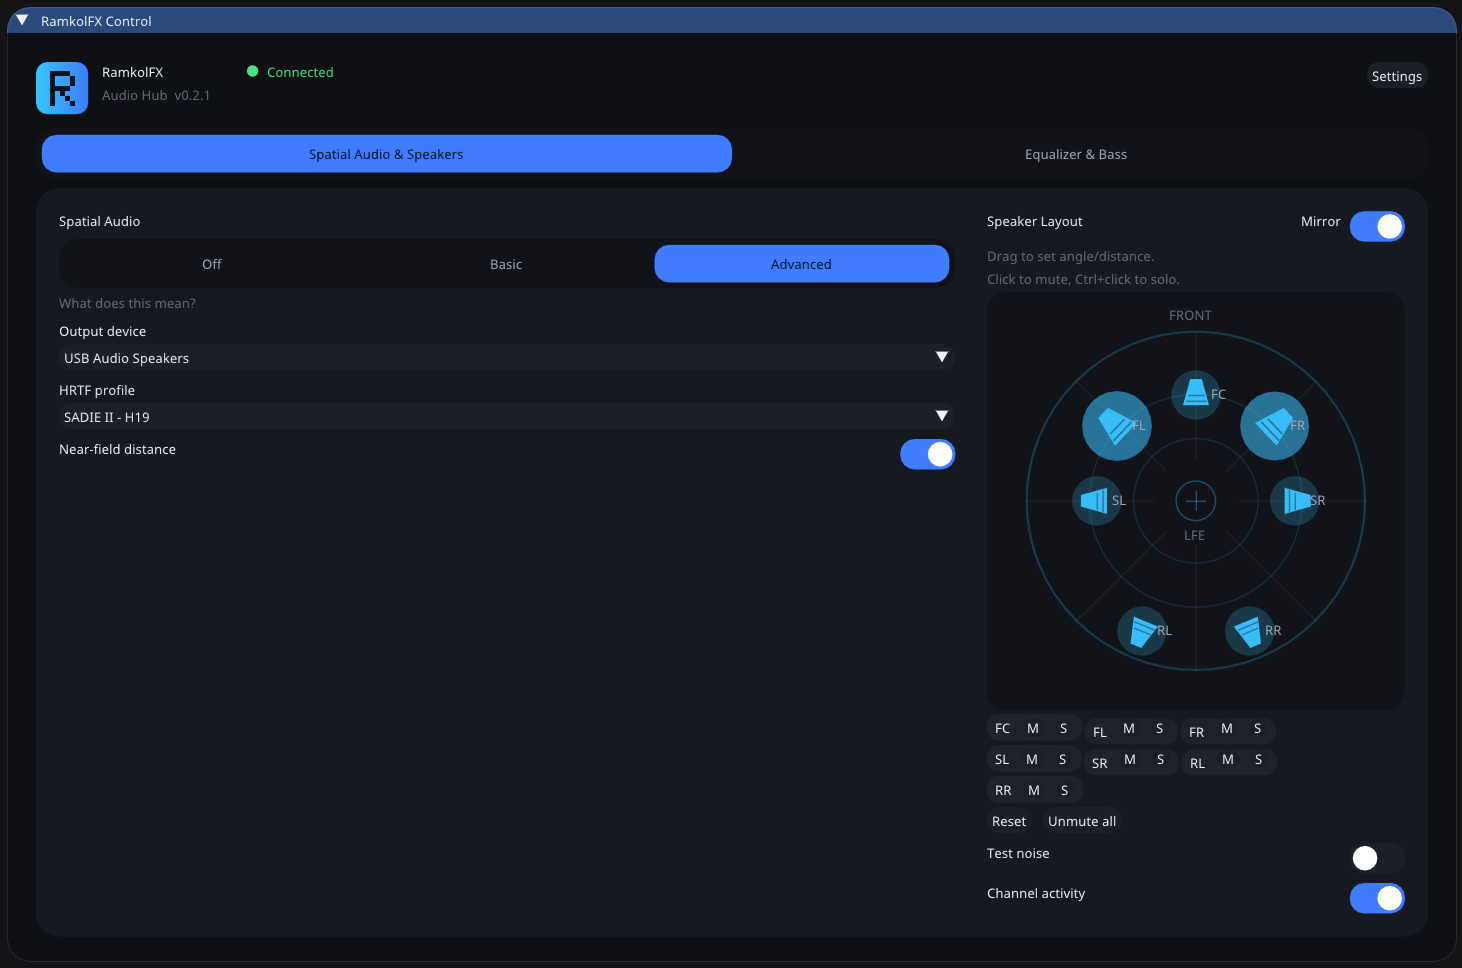 RamkolFX Control
RamkolFX
Connected
Audio Hub v0.2.1
Settings
Spatial Audio & Speakers
Equalizer & Bass
Spatial Audio
Off
Basic
Advanced
What does this mean?
Output device
USB Audio Speakers
HRTF profile
SADIE II - H19
Near-field distance
Speaker Layout
Mirror
Drag to set angle/distance.
Click to mute, Ctrl+click to solo.
FRONT
FC
FL
FR
SL
SR
LFE
RL
RR
FC M S FL M S FR M S
SL M S SR M S RL M S
RR M S
Reset Unmute all
Test noise
Channel activity